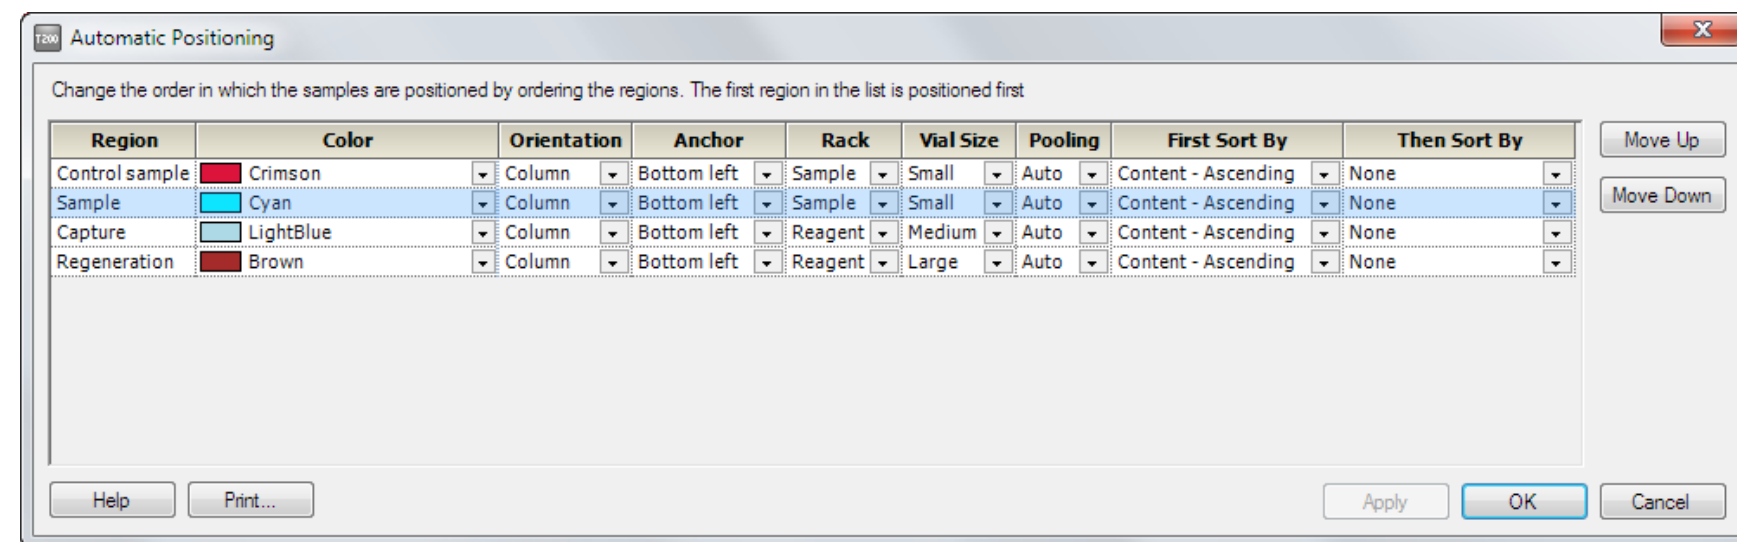 T200 Automatic Positioning
Change the order in which the samples are positioned by ordering the regions. The first region in the list is positioned first
Region Color Orientation Anchor Rack Vial Size Pooling First Sort By Then Sort By
Control sample Crimson Column Bottom left Sample Small Auto Content - Ascending None
Sample Cyan Column Bottom left Sample Small Auto Content - Ascending None
Capture LightBlue Column Bottom left Reagent Medium Auto Content - Ascending None
Regeneration Brown Column Bottom left Reagent Large Auto Content - Ascending None
Move Up
Move Down
Help Print... Apply OK Cancel